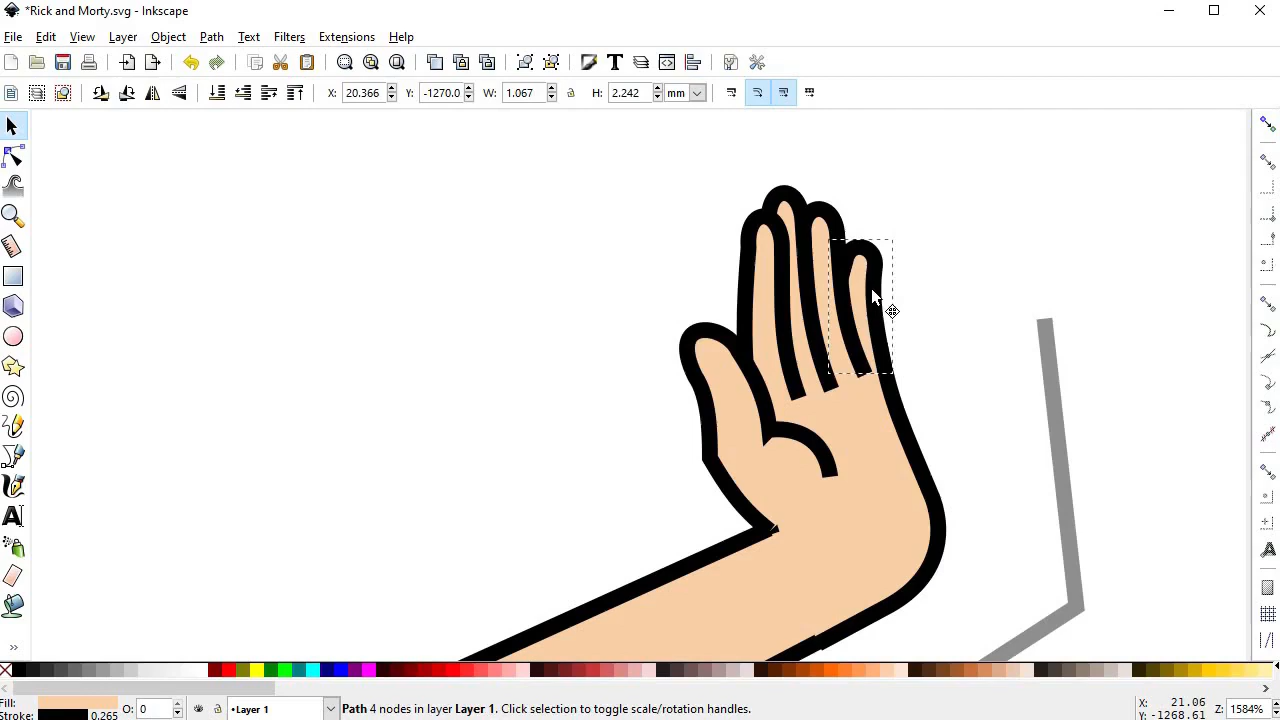 *Rick and Morty.svg - Inkscape
File Edit View Layer Object Path Text Filters Extensions Help
X: 20.366 Y: -1270.0 W: 1.067 H: 2.242 mm
Fill: O: 0 •Layer 1 Path 4 nodes in layer Layer 1. Click selection to toggle scale/rotation handles. X: 21.06 Z: 1584%
Stroke: 0.265 Y: -1268.61